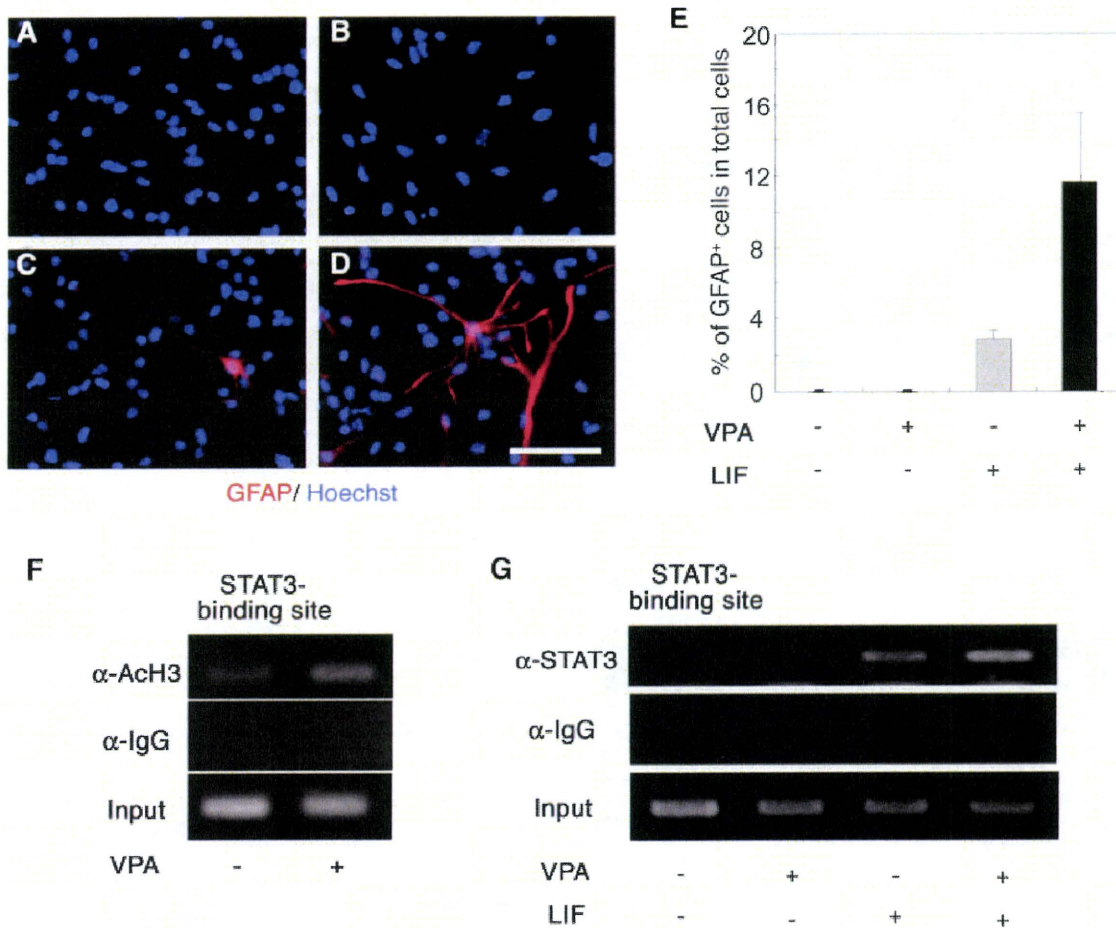 A
B
C
D
GFAP/ Hoechst
E
% of GFAP+ cells in total cells
20
16
12
8
4
0
VPA - + - +
LIF - - + +
F
STAT3-
binding site
α-AcH3
α-IgG
Input
VPA - +
G
STAT3-
binding site
α-STAT3
α-IgG
Input
VPA - + - +
LIF - - + +